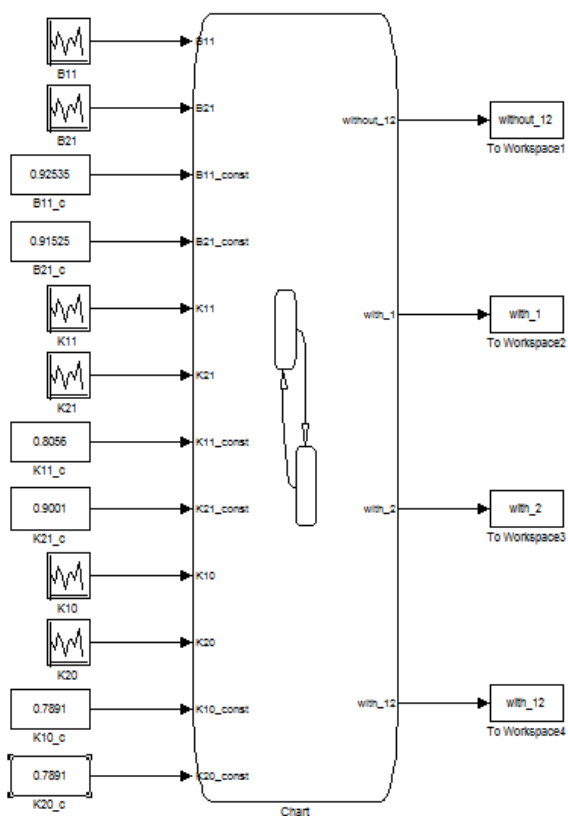 B11
B11
B21
B21
without_12
without_12
To Workspace1
0.92535
B11_const
B11_c
0.91525
B21_const
B21_c
K11
K11
with_1
with_1
To Workspace2
K21
K21
0.8056
K11_const
K11_c
0.9001
K21_const
K21_c
with_2
with_2
To Workspace3
K10
K10
K20
K20
0.7891
K10_const
K10_c
with_12
with_12
To Workspace4
0.7891
K20_const
K20_c
Chart